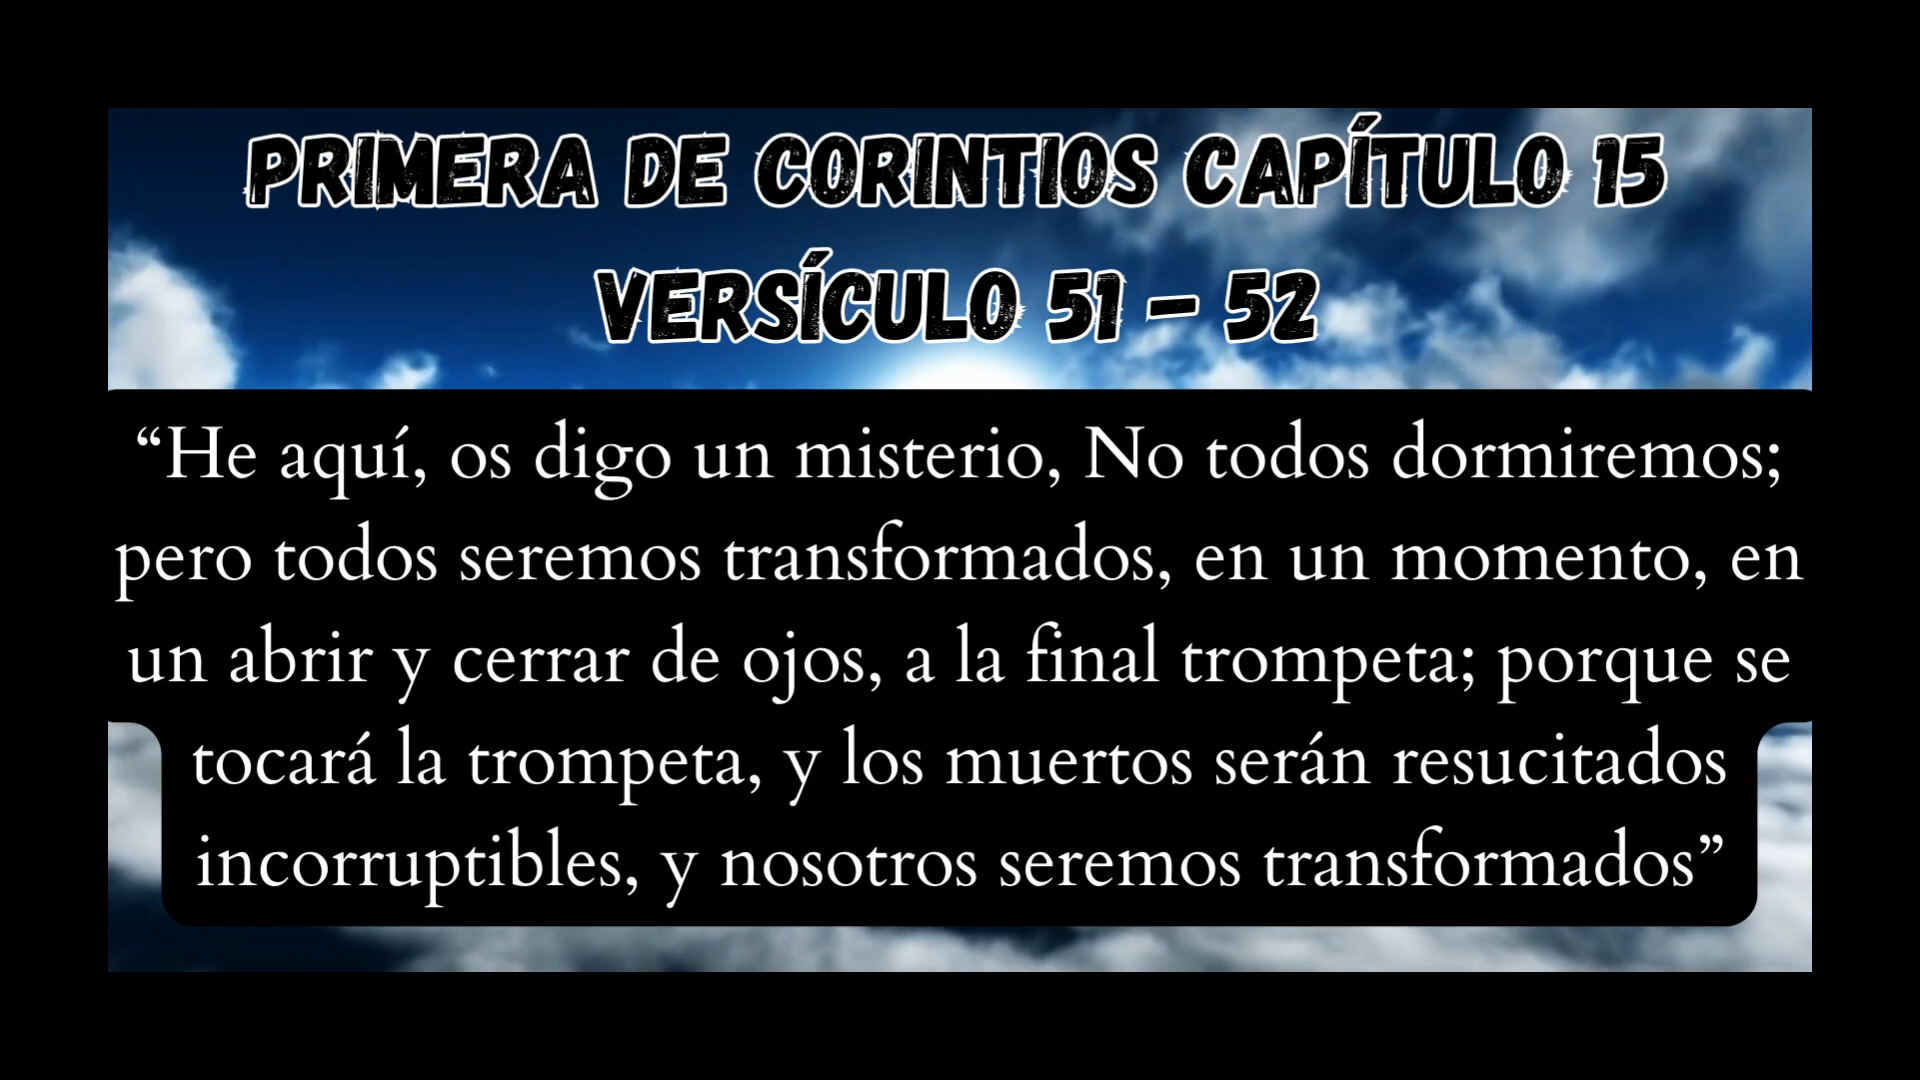 PRIMERA DE CORINTIOS CAPÍTULO 15
VERSÍCULO 51 - 52
“He aquí, os digo un misterio, No todos dormiremos;
pero todos seremos transformados, en un momento, en
un abrir y cerrar de ojos, a la final trompeta; porque se
tocará la trompeta, y los muertos serán resucitados
incorruptibles, y nosotros seremos transformados”